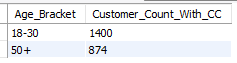 Age_Bracket Customer_Count_With_CC
18-30 1400
50+ 874